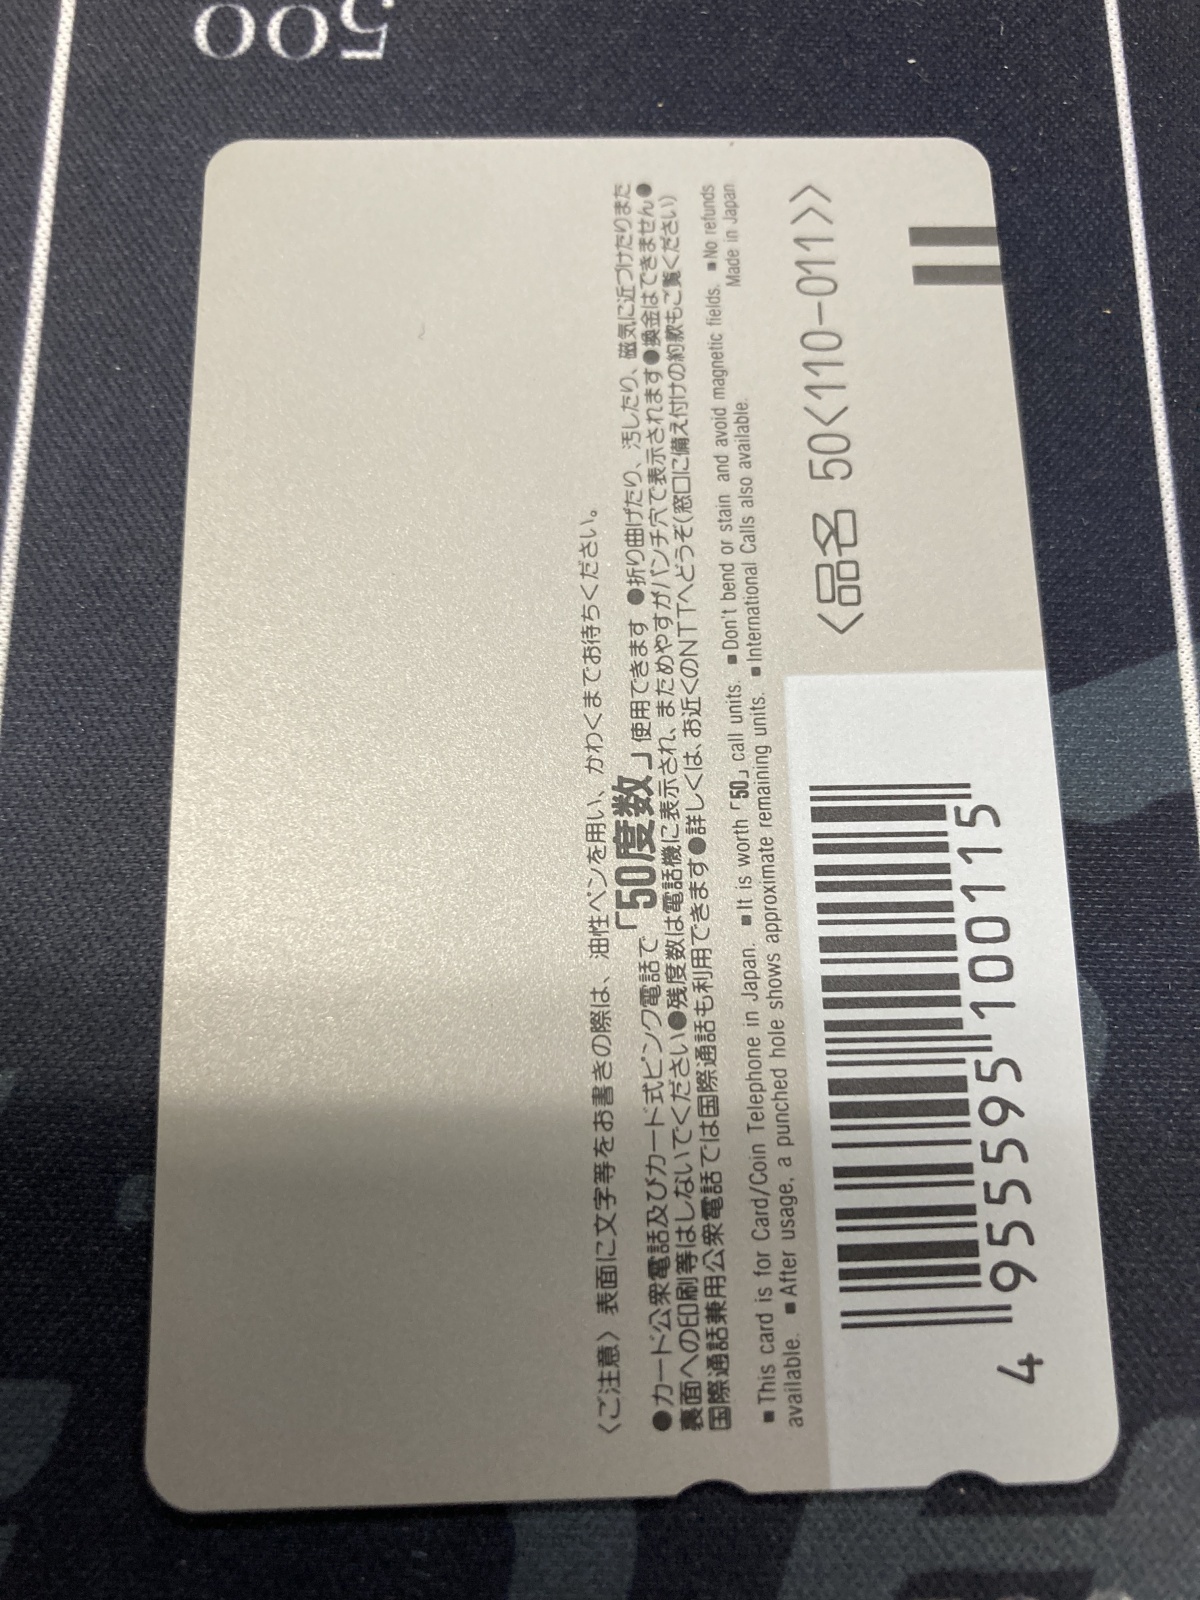 500
〈ご注意〉表面に文字等をお書きの際は、油性ペンを用い、かわくまでお待ちください。
●カード公衆電話及びカード式ピンク電話で「50度数」使用できます ●折り曲げたり、汚したり、磁気に近づけたりまた
裏面への印刷等はしないでください●残度数は電話機に表示され、まためやすがパンチ穴で表示されます●換金はできません●
国際通話兼用公衆電話では国際通話も利用できます●詳しくは、お近くのNTTへどうぞ(窓口に備え付けの約款もご覧ください)
■This card is for Card/Coin Telephone in Japan. ■It is worth「50」call units. ■Don't bend or stain and avoid magnetic fields. ■No refunds
available. ■After usage, a punched hole shows approximate remaining units. ■International Calls also available. Made in Japan
〈品名 50〈110-011〉〉
4 955595 100115